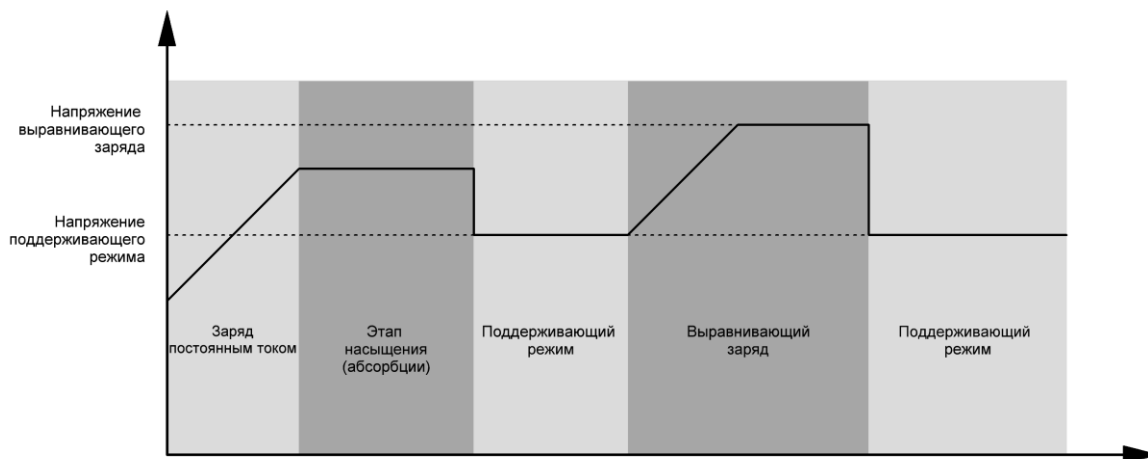 Напряжение
выравнивающего
заряда
Напряжение
поддерживающего
режима
Заряд
постоянным током
Этап
насыщения
(абсорбции)
Поддерживающий
режим
Выравнивающий
заряд
Поддерживающий
режим